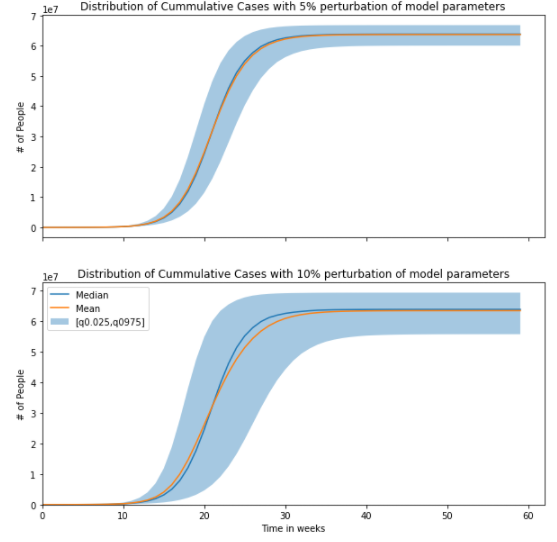 Distribution of Cummulative Cases with 5% perturbation of model parameters
1e7
7
6
5
4
3
2
1
0
# of People
Distribution of Cummulative Cases with 10% perturbation of model parameters
1e7
Median
Mean
[q0.025,q0975]
7
6
5
4
3
2
1
0
# of People
0 10 20 30 40 50 60
Time in weeks